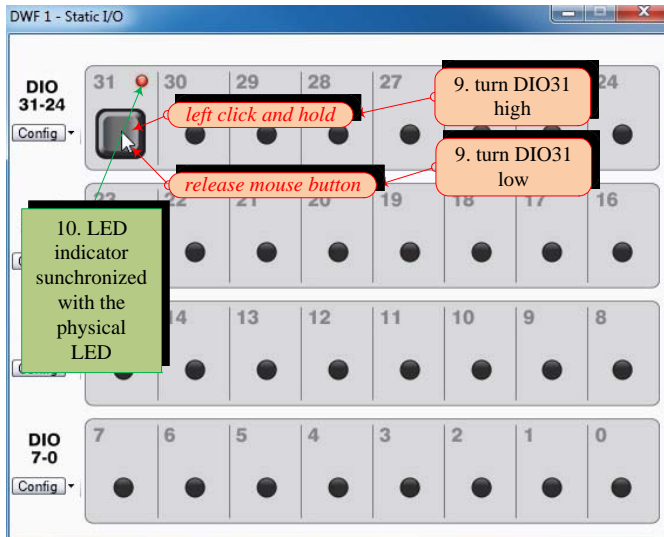 DWF 1 - Static I/O
DIO
31-24
Config
31
30
29
28
27
24
left click and hold
9. turn DIO31
high
release mouse button
9. turn DIO31
low
22
21
20
19
18
17
16
10. LED
indicator
sunchronized
with the
physical
LED
14
13
12
11
10
9
8
Config
DIO
7-0
Config
7
6
5
4
3
2
1
0